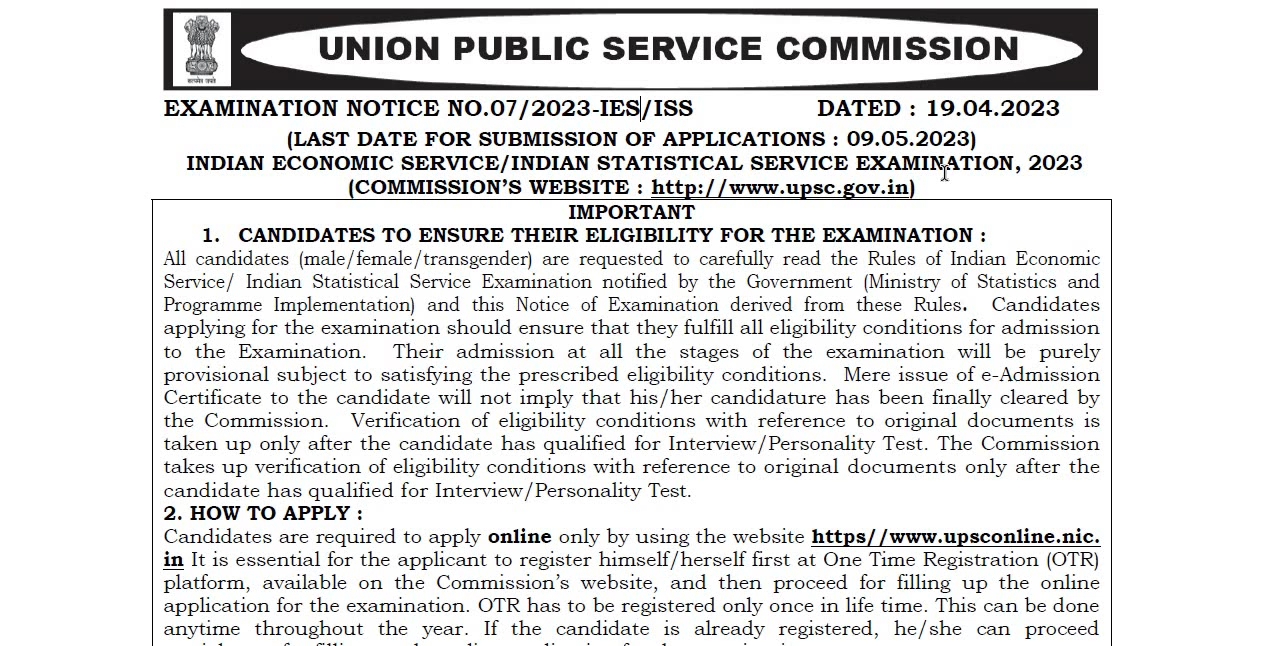 UNION PUBLIC SERVICE COMMISSION
EXAMINATION NOTICE NO.07/2023-IES/ISS DATED : 19.04.2023
(LAST DATE FOR SUBMISSION OF APPLICATIONS : 09.05.2023)
INDIAN ECONOMIC SERVICE/INDIAN STATISTICAL SERVICE EXAMINATION, 2023
(COMMISSION'S WEBSITE : http://www.upsc.gov.in)
IMPORTANT
1. CANDIDATES TO ENSURE THEIR ELIGIBILITY FOR THE EXAMINATION :
All candidates (male/female/transgender) are requested to carefully read the Rules of Indian Economic
Service/ Indian Statistical Service Examination notified by the Government (Ministry of Statistics and
Programme Implementation) and this Notice of Examination derived from these Rules. Candidates
applying for the examination should ensure that they fulfill all eligibility conditions for admission
to the Examination. Their admission at all the stages of the examination will be purely
provisional subject to satisfying the prescribed eligibility conditions. Mere issue of e-Admission
Certificate to the candidate will not imply that his/her candidature has been finally cleared by
the Commission. Verification of eligibility conditions with reference to original documents is
taken up only after the candidate has qualified for Interview/Personality Test. The Commission
takes up verification of eligibility conditions with reference to original documents only after the
candidate has qualified for Interview/Personality Test.
2. HOW TO APPLY :
Candidates are required to apply online only by using the website https//www.upsconline.nic.
in It is essential for the applicant to register himself/herself first at One Time Registration (OTR)
platform, available on the Commission's website, and then proceed for filling up the online
application for the examination. OTR has to be registered only once in life time. This can be done
anytime throughout the year. If the candidate is already registered, he/she can proceed